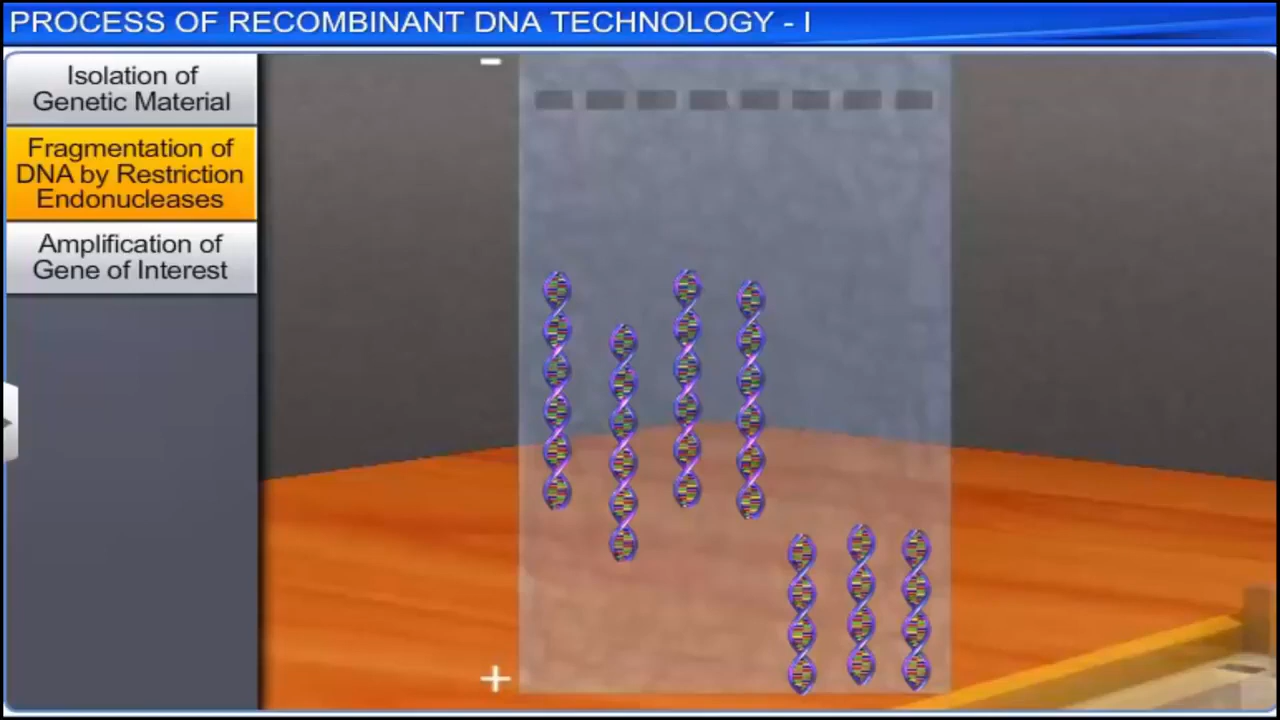 PROCESS OF RECOMBINANT DNA TECHNOLOGY - I
Isolation of
Genetic Material
Fragmentation of
DNA by Restriction
Endonucleases
Amplification of
Gene of Interest
-
+